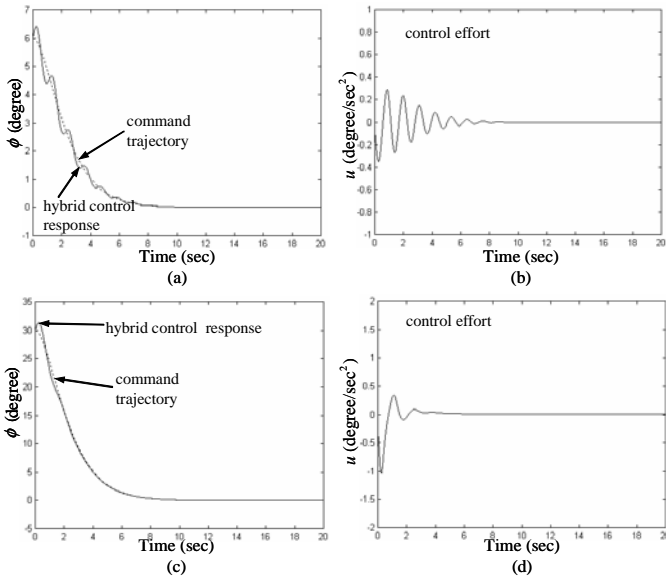 7
6
5
4
3
2
1
0
-1
ϕ (degree)
command
trajectory
hybrid control
response
0 2 4 6 8 10 12 14 16 18 20
Time (sec)
(a)
1
0.8
0.6
0.4
0.2
0
-0.2
-0.4
-0.6
-0.8
-1
u (degree/sec²)
control effort
0 2 4 6 8 10 12 14 16 18 20
Time (sec)
(b)
35
30
25
20
15
10
5
0
-5
ϕ (degree)
hybrid control response
command
trajectory
0 2 4 6 8 10 12 14 16 18 20
Time (sec)
(c)
2
1.5
1
0.5
0
-0.5
-1
-1.5
-2
u (degree/sec²)
control effort
0 2 4 6 8 10 12 14 16 18 20
Time (sec)
(d)